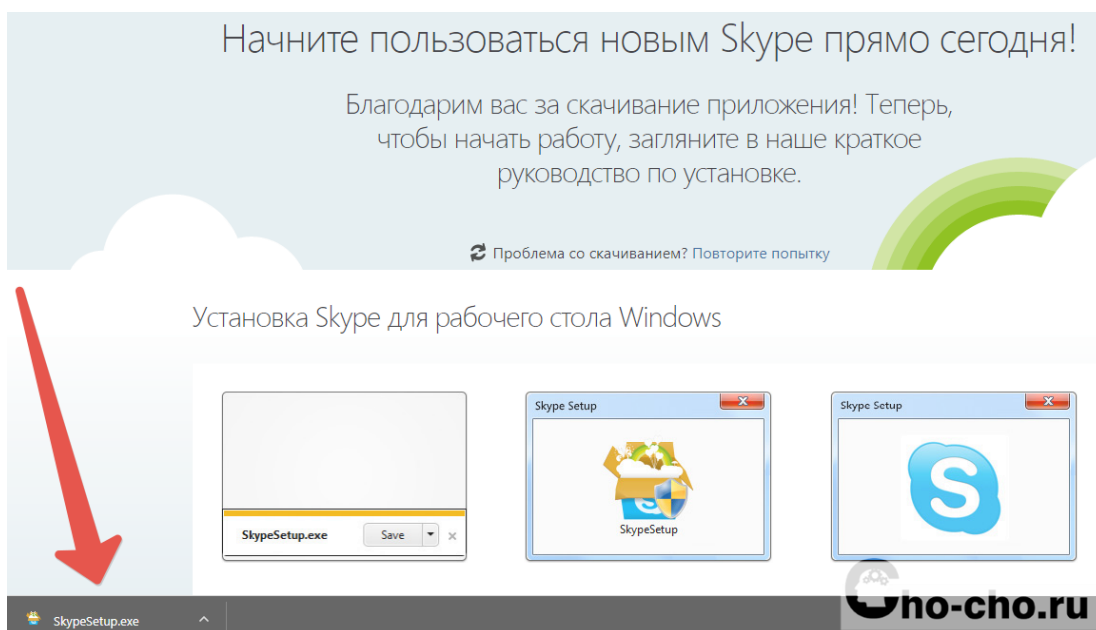 Начните пользоваться новым Skype прямо сегодня!
Благодарим вас за скачивание приложения! Теперь,
чтобы начать работу, загляните в наше краткое
руководство по установке.
Проблема со скачиванием? Повторите попытку
Установка Skype для рабочего стола Windows
SkypeSetup.exe Save
Skype Setup
SkypeSetup
Skype Setup
S
SkypeSetup.exe
Cho-cho.ru